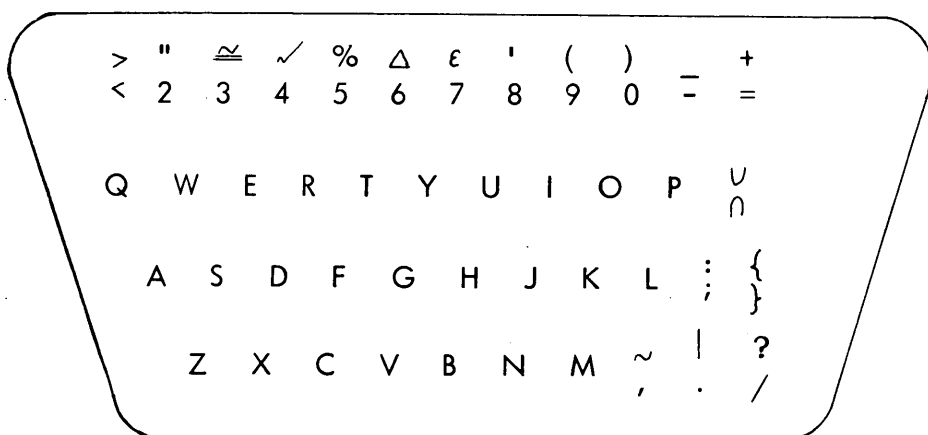 > " ≅ ✓ % Δ ε ' ( ) _ +
< 2 3 4 5 6 7 8 9 0 - =
Q W E R T Y U I O P ∪
∩
A S D F G H J K L : {
; }
Z X C V B N M ~ | ?
, . /